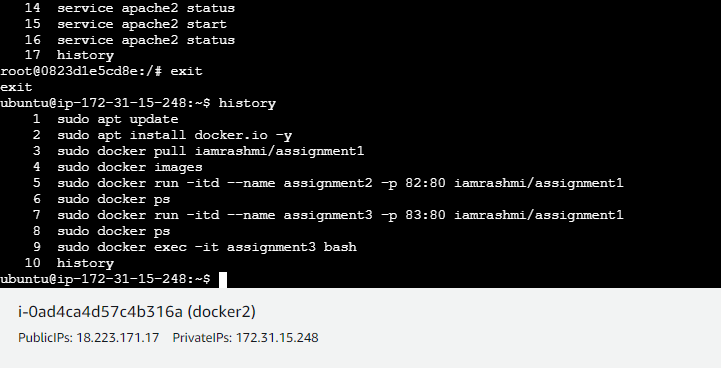 14 service apache2 status
15 service apache2 start
16 service apache2 status
17 history
root@0823d1e5cd8e:/# exit
exit
ubuntu@ip-172-31-15-248:~$ history
1 sudo apt update
2 sudo apt install docker.io -y
3 sudo docker pull iamrashmi/assignment1
4 sudo docker images
5 sudo docker run -itd --name assignment2 -p 82:80 iamrashmi/assignment1
6 sudo docker ps
7 sudo docker run -itd --name assignment3 -p 83:80 iamrashmi/assignment1
8 sudo docker ps
9 sudo docker exec -it assignment3 bash
10 history
ubuntu@ip-172-31-15-248:~$
i-0ad4ca4d57c4b316a (docker2)
PublicIPs: 18.223.171.17 PrivateIPs: 172.31.15.248